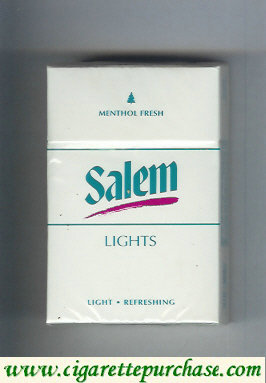 MENTHOL FRESH
Salem
LIGHTS
LIGHT • REFRESHING
www.cigarettepurchase.com